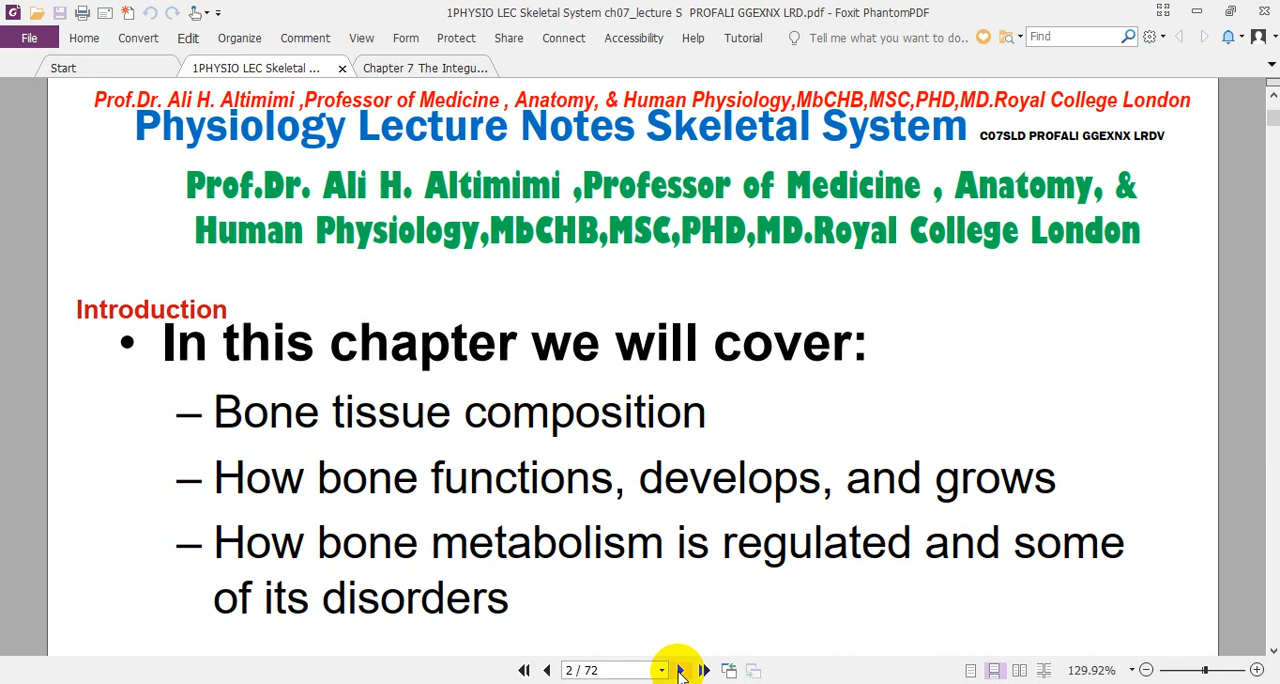 1PHYSIO LEC Skeletal System ch07_lecture S PROFALI GGEXNX LRD.pdf - Foxit PhantomPDF
File Home Convert Edit Organize Comment View Form Protect Share Connect Accessibility Help Tutorial Tell me what you want to do.. Find
Start 1PHYSIO LEC Skeletal ... Chapter 7 The Integu...
Prof.Dr. Ali H. Altimimi ,Professor of Medicine , Anatomy, & Human Physiology,MbCHB,MSC,PHD,MD.Royal College London
Physiology Lecture Notes Skeletal System C07SLD PROFALI GGEXNX LRDV
Prof.Dr. Ali H. Altimimi ,Professor of Medicine , Anatomy, &
Human Physiology,MbCHB,MSC,PHD,MD.Royal College London
Introduction
• In this chapter we will cover:
– Bone tissue composition
– How bone functions, develops, and grows
– How bone metabolism is regulated and some
of its disorders
2 / 72 129.92%